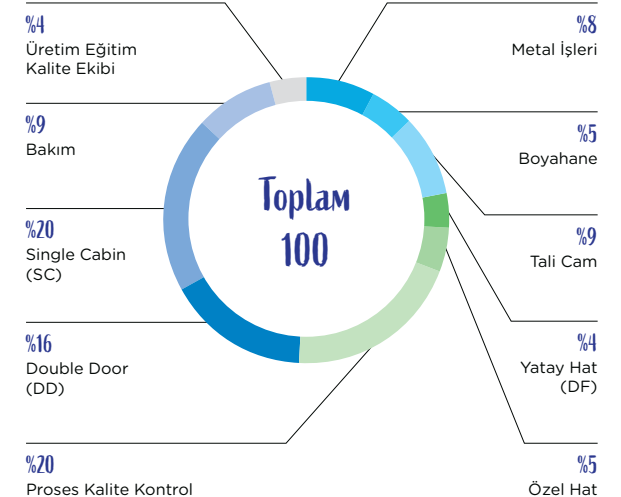 %4
Üretim Eğitim
Kalite Ekibi
%9
Bakım
%20
Single Cabin
(SC)
%16
Double Door
(DD)
%20
Proses Kalite Kontrol
Toplam
100
%8
Metal İşleri
%5
Boyahane
%9
Tali Cam
%4
Yatay Hat
(DF)
%5
Özel Hat